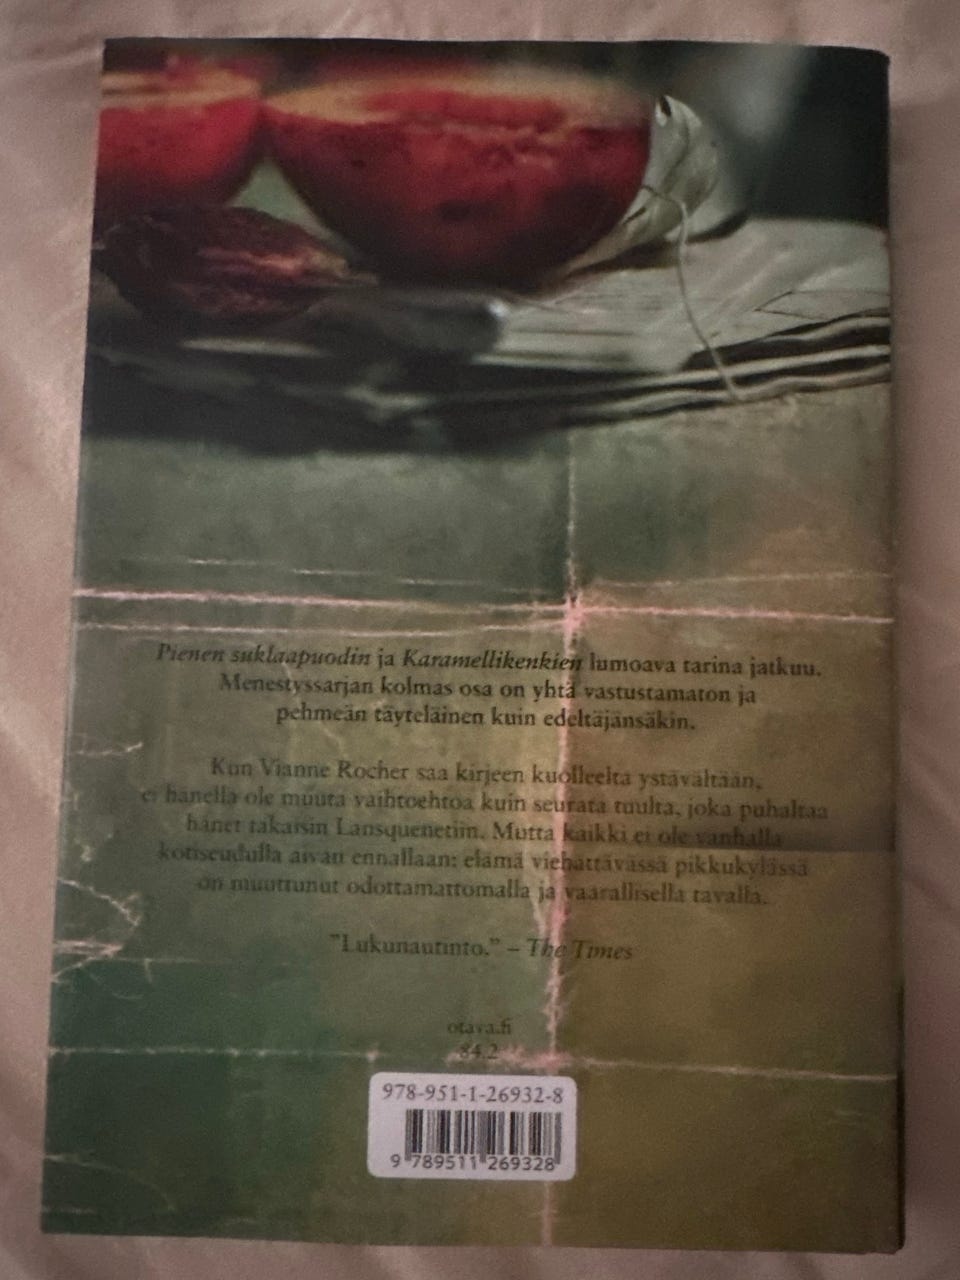 Pienen suklaapuodin ja Karamellikenkien lumoava tarina jatkuu.
Menestyssarjan kolmas osa on yhtä vastustamaton ja
pehmeän täyteläinen kuin edeltäjänsäkin.
Kun Vianne Rocher saa kirjeen kuolleelta ystävältään,
ei hänellä ole muuta vaihtoehtoa kuin seurata tuulta, joka puhaltaa
hänet takaisin Lansquenetiin. Mutta kaikki ei ole vanhalla
kotiseudulla aivan ennallaan: elämä viehättävässä pikkukylässä
on muuttunut odottamattomalla ja vaarallisella tavalla.
"Lukunautinto." – The Times
otava.fi
84.2
978-951-1-26932-8
9 789511 269328